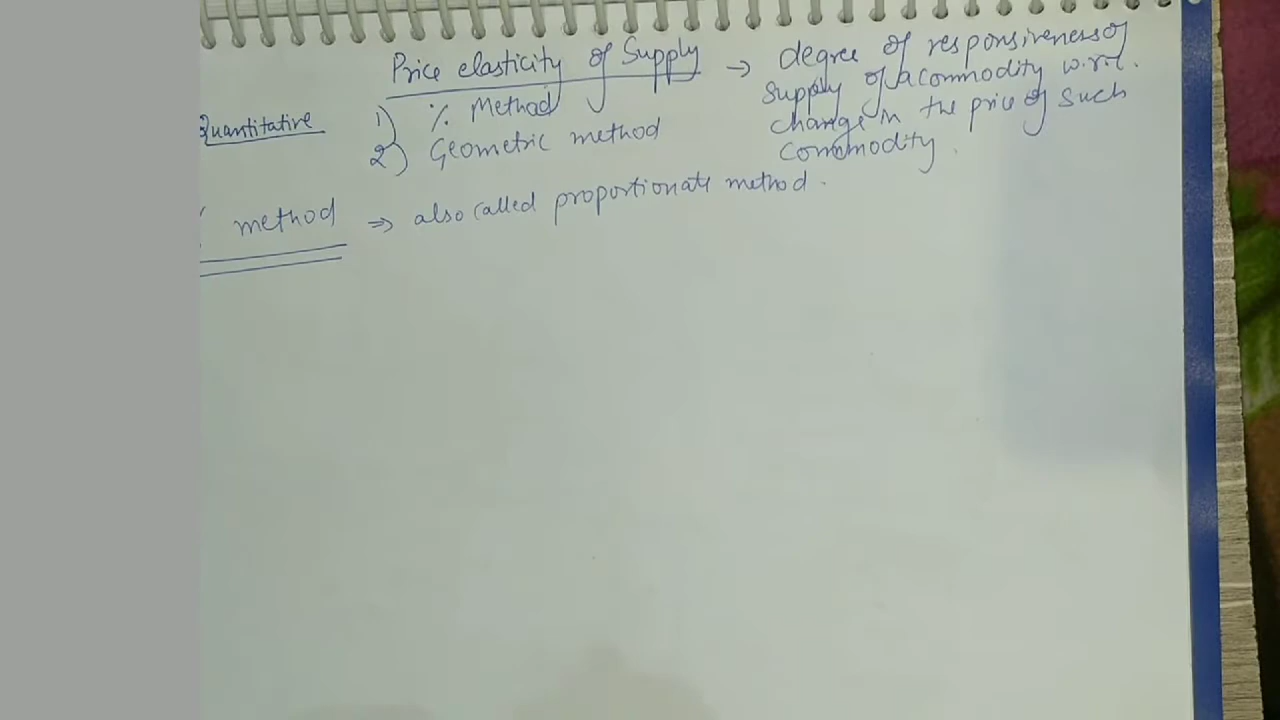 Price elasticity of Supply → degree of responsiveness of
supply of a commodity w.r.t.
change in the price of such
commodity.
Quantitative
1) % Method
2) Geometric method
% method ⇒ also called proportionate method.